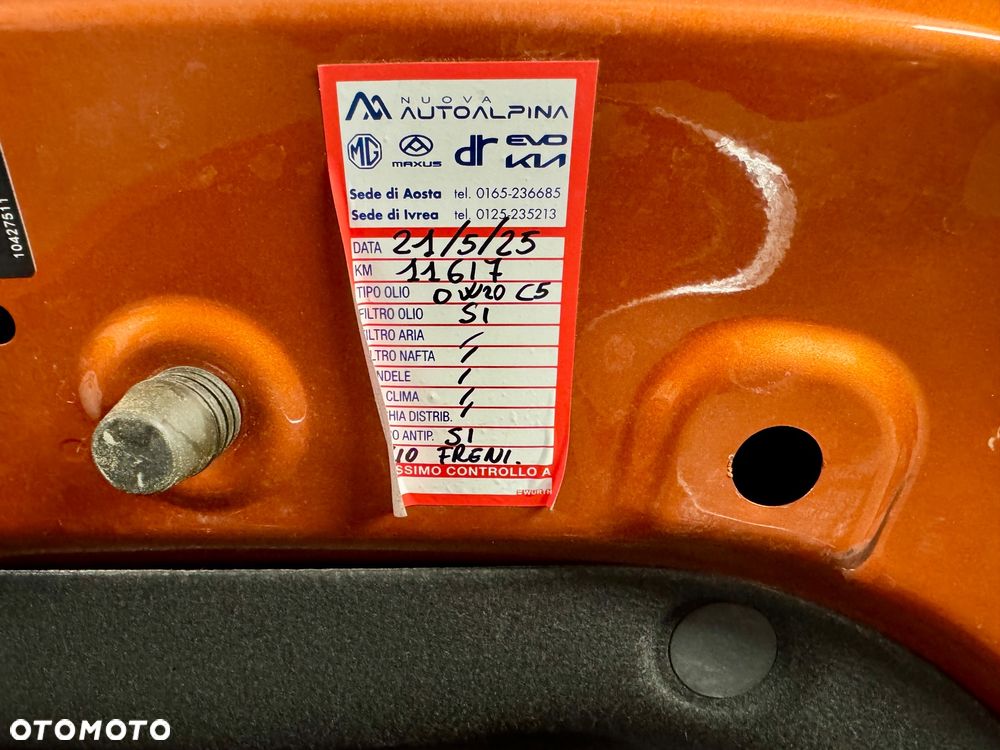 NUOVA
AUTOALPINA
MG MAXUS dr EVO
KIA
Sede di Aosta tel. 0165-236685
Sede di Ivrea tel. 0125-235213
DATA 21/5/25
KM 11617
TIPO OLIO 0W20 C5
FILTRO OLIO SI
ILTRO ARIA /
LTRO NAFTA /
NDELE /
CLIMA /
HIA DISTRIB. /
O ANTIP. SI
IO FRENI.
SSIMO CONTROLLO A
10427511
OTOMOTO